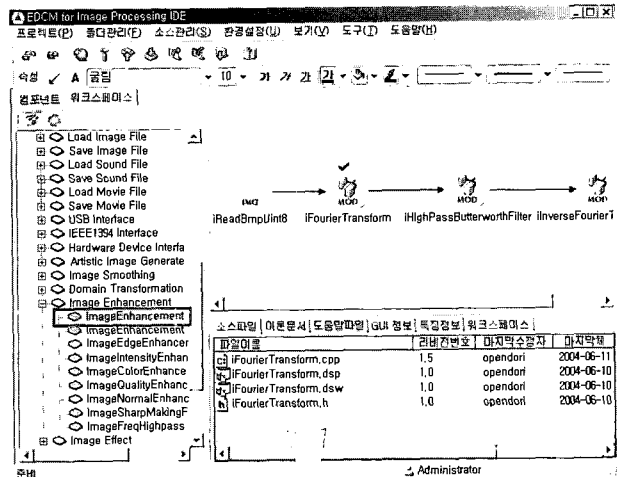 EDCM for Image Processing IDE
프로젝트(P) 폴더관리(F) 소스관리(S) 환경설정(U) 보기(V) 도구(T) 도움말(H)
속성 가 굴림 10 가 가 가 가
컴포넌트 워크스페이스
Load Image File
Save Image File
Load Sound File
Save Sound File
Load Movie File
Save Movie File
USB Interface
IEEE1394 Interface
Hardware Device Interfa
Artistic Image Generate
Image Smoothing
Domain Transformation
Image Enhancement
ImageEnhancement
ImageEnhancement
ImageEdgeEnhancer
ImageIntensityEnhan
ImageColorEnhance
ImageQualityEnhanc
ImageNormalEnhanc
ImageSharpMakingF
ImageFreqHighpass
Image Effect
IMG MOD MOD MOD
iReadBmpUint8 iFourierTransform iHighPassButterworthFilter iInverseFourierT
소스파일 이론문서 도움말파일 GUI 정보 특징정보 워크스페이스
파일이름 리비전번호 마지막수정자 마지막체
iFourierTransform.cpp 1.5 opendori 2004-06-11
iFourierTransform.dsp 1.0 opendori 2004-06-10
iFourierTransform.dsw 1.0 opendori 2004-06-10
iFourierTransform.h 1.0 opendori 2004-06-10
준비 Administrator